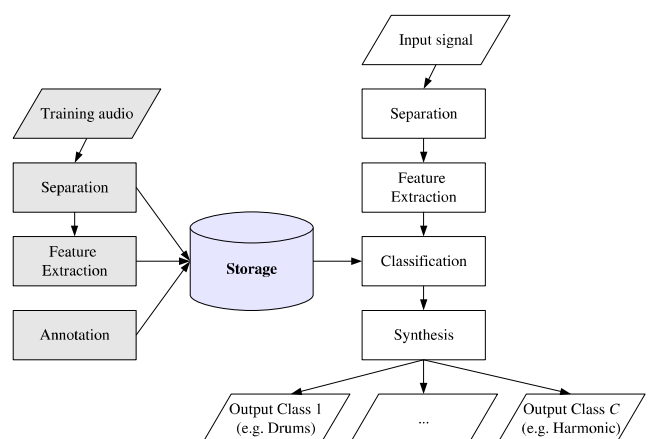 Input signal
Training audio
Separation
Separation
Feature
Extraction
Feature
Extraction
Storage
Classification
Annotation
Synthesis
Output Class 1
(e.g. Drums)
...
Output Class C
(e.g. Harmonic)